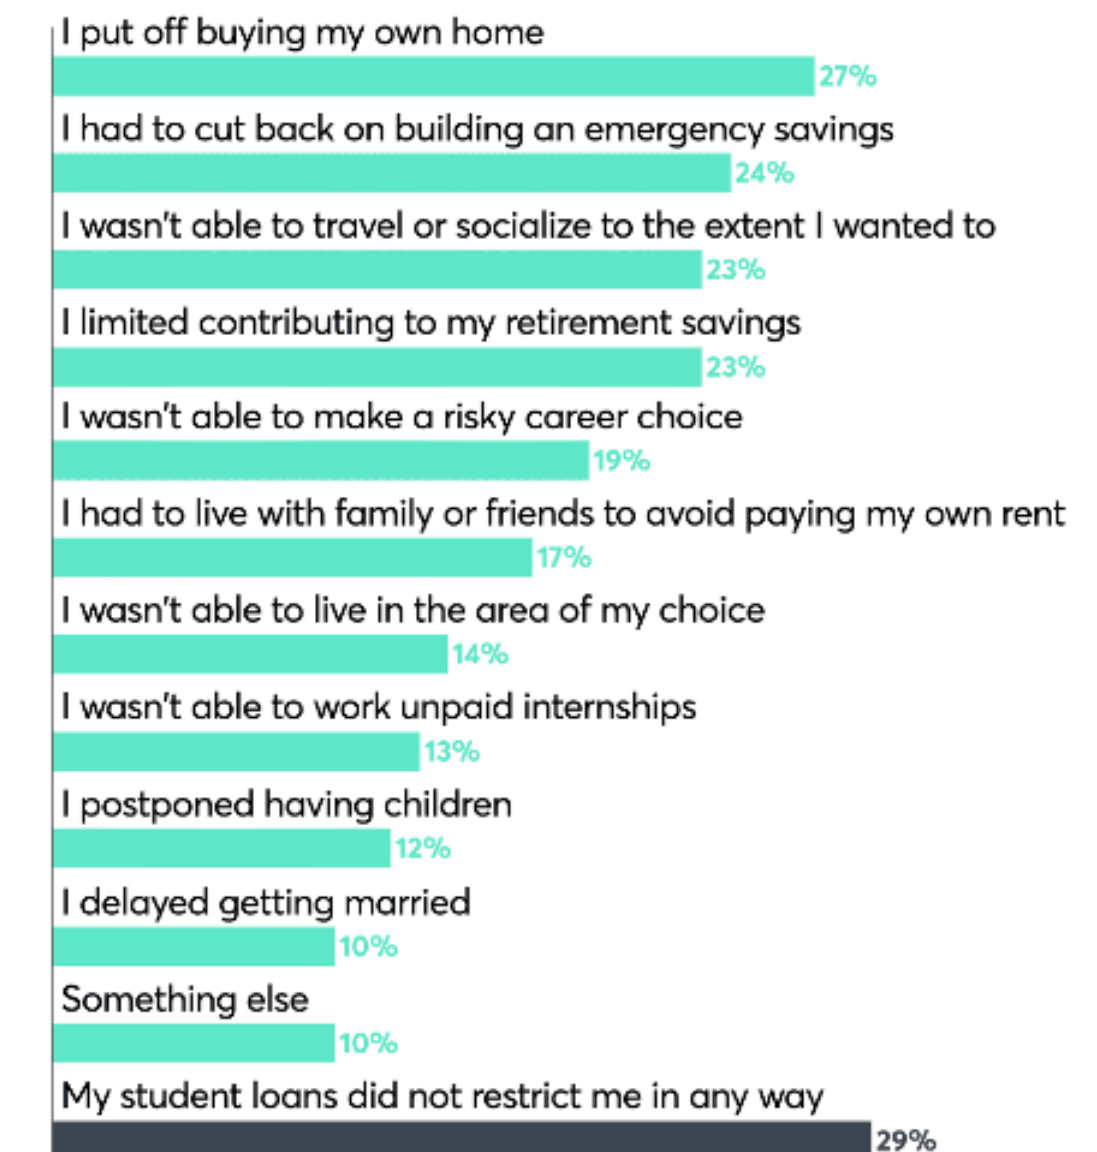 I put off buying my own home
27%
I had to cut back on building an emergency savings
24%
I wasn't able to travel or socialize to the extent I wanted to
23%
I limited contributing to my retirement savings
23%
I wasn't able to make a risky career choice
19%
I had to live with family or friends to avoid paying my own rent
17%
I wasn't able to live in the area of my choice
14%
I wasn't able to work unpaid internships
13%
I postponed having children
12%
I delayed getting married
10%
Something else
10%
My student loans did not restrict me in any way
29%